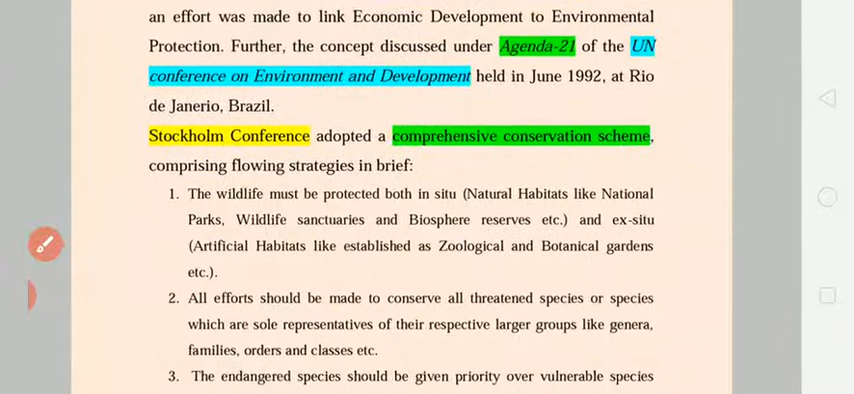 an effort was made to link Economic Development to Environmental
Protection. Further, the concept discussed under Agenda-21 of the UN
conference on Environment and Development held in June 1992, at Rio
de Janerio, Brazil.
Stockholm Conference adopted a comprehensive conservation scheme,
comprising flowing strategies in brief:
1. The wildlife must be protected both in situ (Natural Habitats like National
Parks, Wildlife sanctuaries and Biosphere reserves etc.) and ex-situ
(Artificial Habitats like established as Zoological and Botanical gardens
etc.).
2. All efforts should be made to conserve all threatened species or species
which are sole representatives of their respective larger groups like genera,
families, orders and classes etc.
3. The endangered species should be given priority over vulnerable species